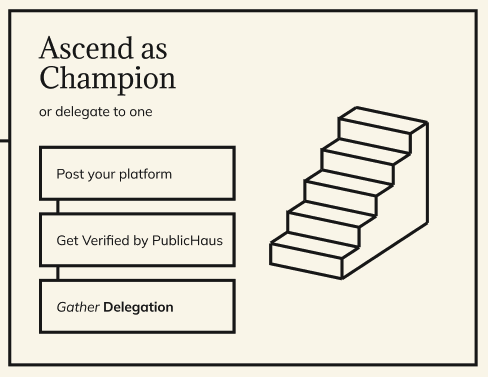 Ascend as
Champion
or delegate to one
Post your platform
Get Verified by PublicHaus
Gather Delegation